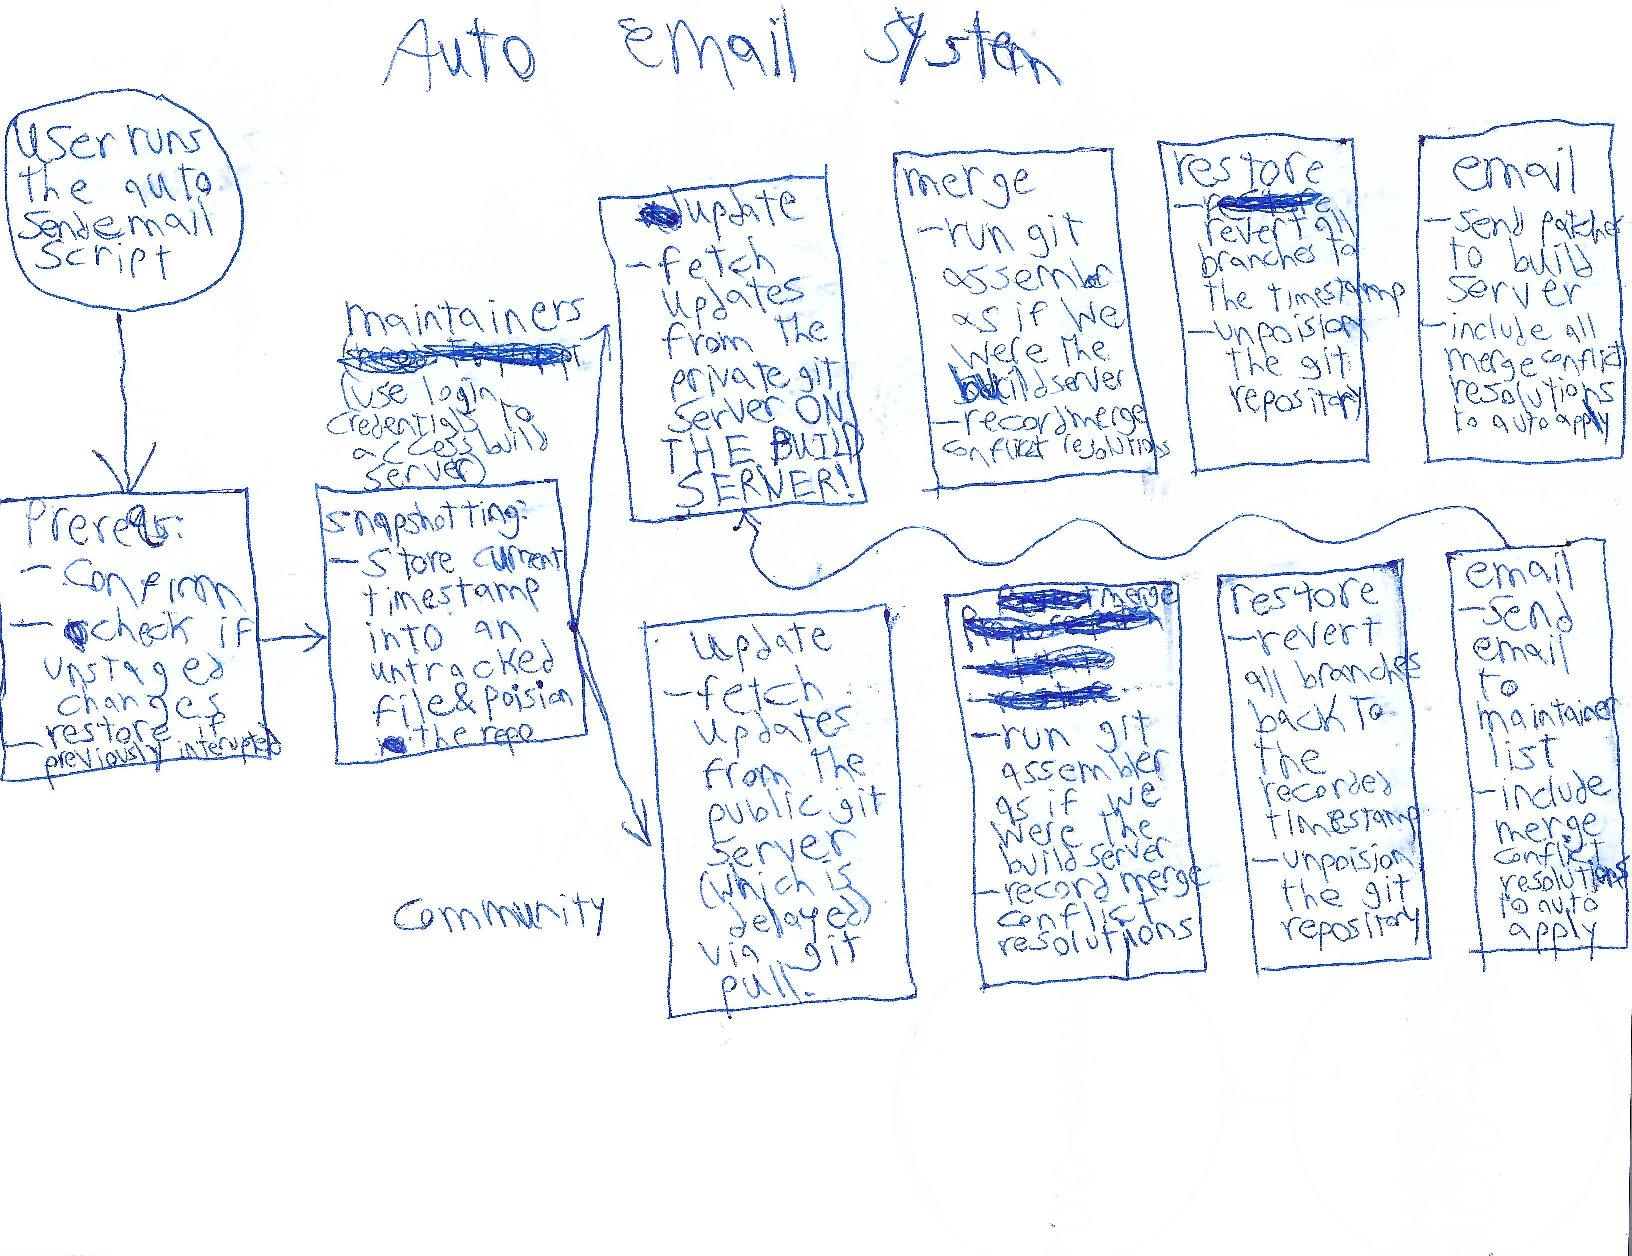 Auto email system
user runs
the auto
sendemail
script
Prereqs:
- confirm
- check if
unstaged
changes
- restore if
previously interupted
maintainers
(use login
credentials to
access build
server)
snapshotting:
- store current
timestamp
into an
untracked
file & poision
the repo
update
- fetch
updates
from the
private git
server ON
THE BUILD
SERVER!
merge
- run git
assembler
as if we
were the
buildserver
- record merge
conflict resolutions
restore
revert all
branches to
the timestamp
- unpoision
the git
repository
email
- send patches
to build
server
- include all
merge conflict
resolutions
to auto apply
community
update
- fetch
updates
from the
public git
server
(which is
delayed)
via git
pull.
merge
- run git
assembler
as if we
were the
build server
- record merge
conflict
resolutions
restore
- revert
all branches
back to
the
recorded
timestamp
- unpoision
the git
repository
email
- send
email
to
maintainer
list
- include
merge
conflict
resolutions
to auto
apply